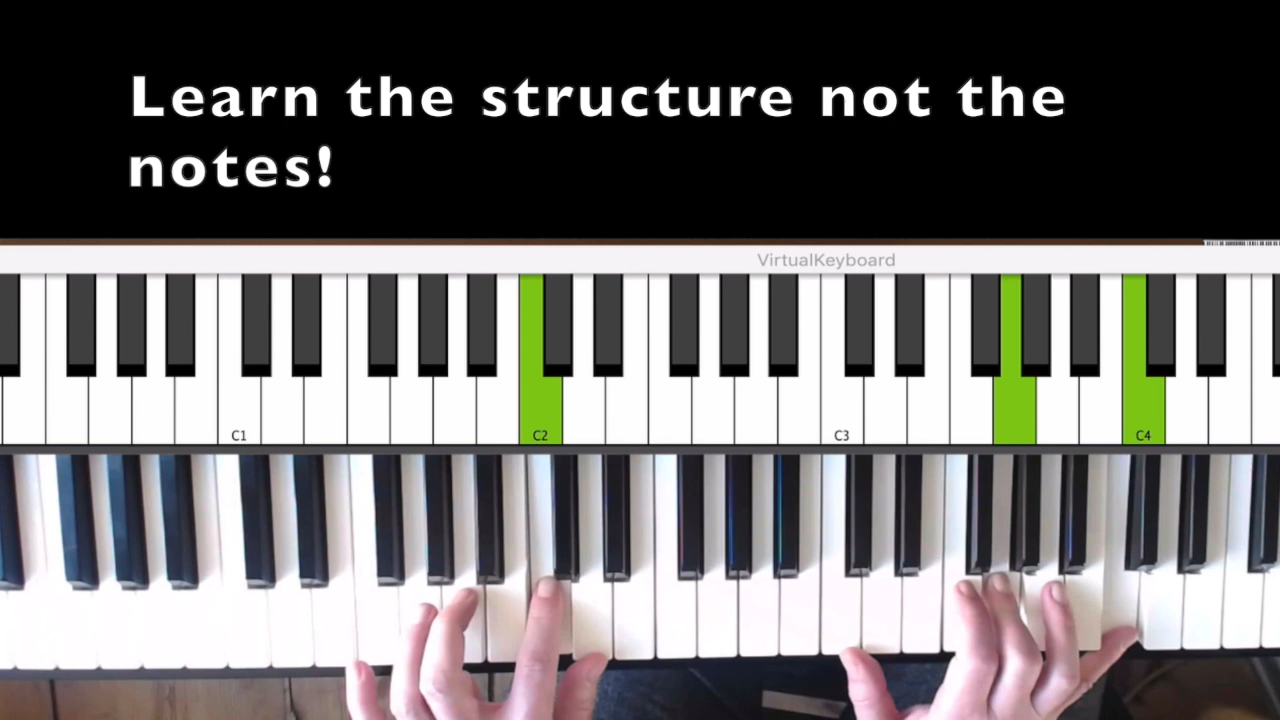 Learn the structure not the
notes!
VirtualKeyboard
C1 C2 C3 C4